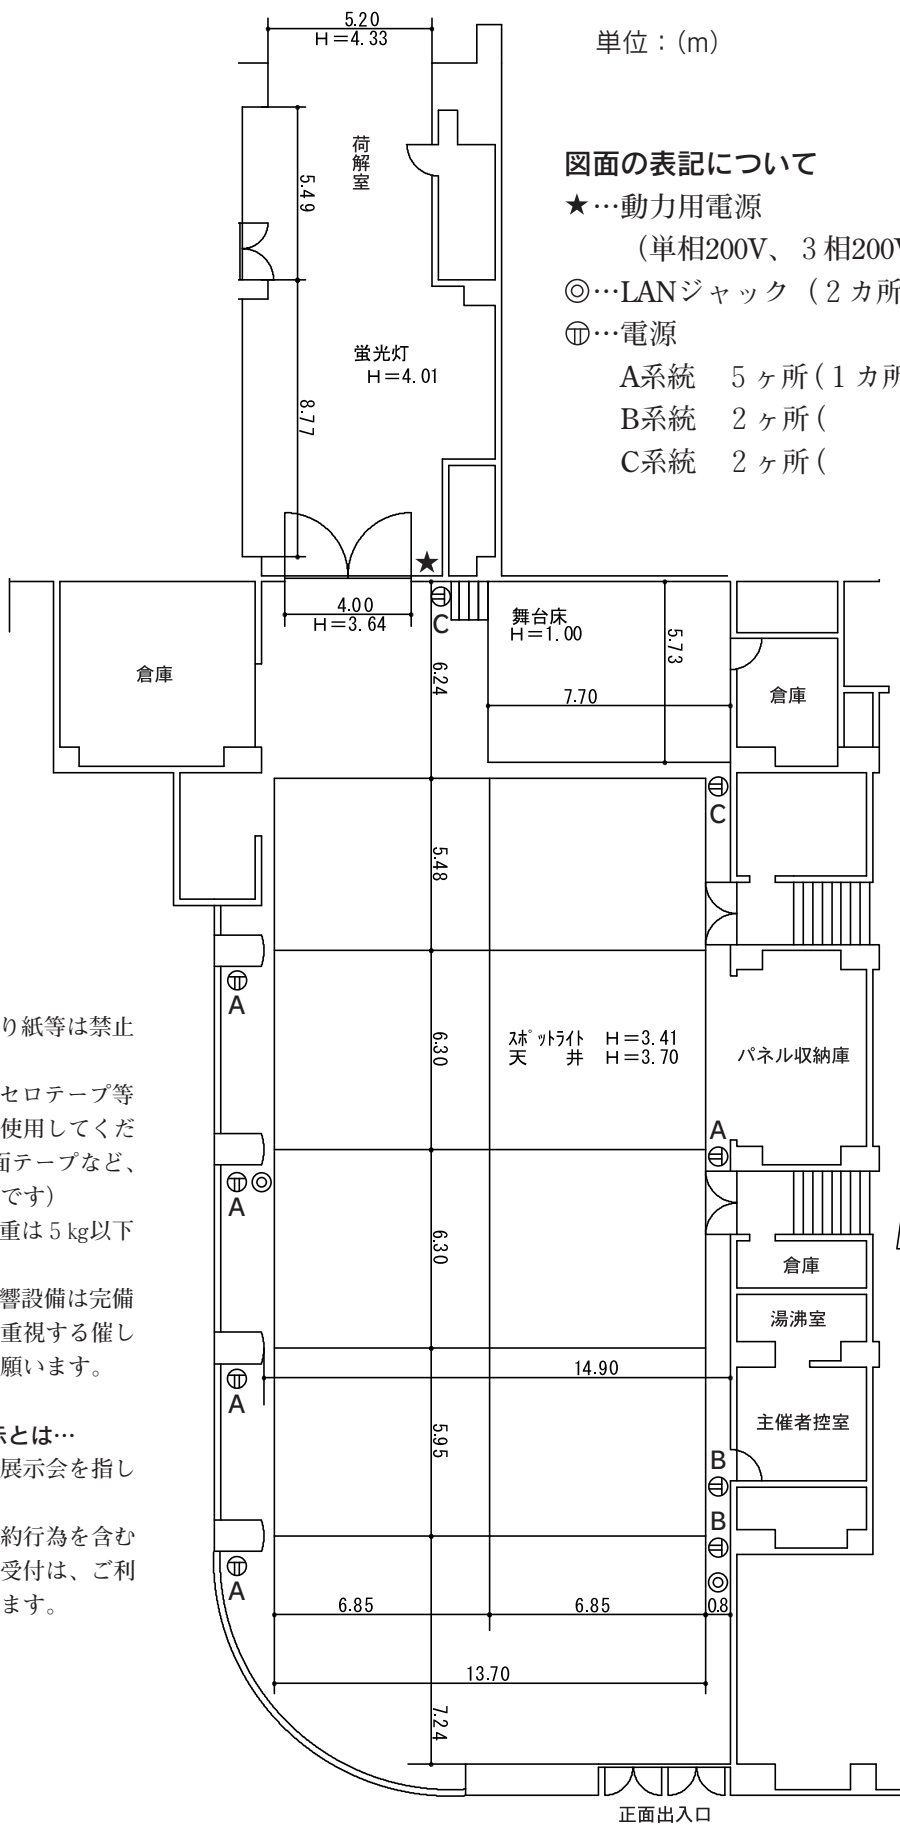 5.20
H=4.33
単位：(m)
荷解室
5.49
図面の表記について
★…動力用電源
（単相200V、３相200V
◎…LANジャック（２カ所
…電源
A系統　５ヶ所(１カ所
B系統　２ヶ所(
C系統　２ヶ所(
蛍光灯
H=4.01
8.77
★
4.00
H=3.64
C
舞台床
H=1.00
5.73
倉庫
6.24
7.70
倉庫
C
5.48
A
り紙等は禁止
スポットライト　H=3.41
天　　井　H=3.70
6.30
パネル収納庫
セロテープ等
使用してくだ
面テープなど、
です）
重は５kg以下
A
A
6.30
倉庫
響設備は完備
重視する催し
願います。
湯沸室
14.90
A
示とは…
展示会を指し
5.95
主催者控室
B
約行為を含む
受付は、ご利
ます。
B
A
6.85
6.85
0.8
13.70
7.24
正面出入口